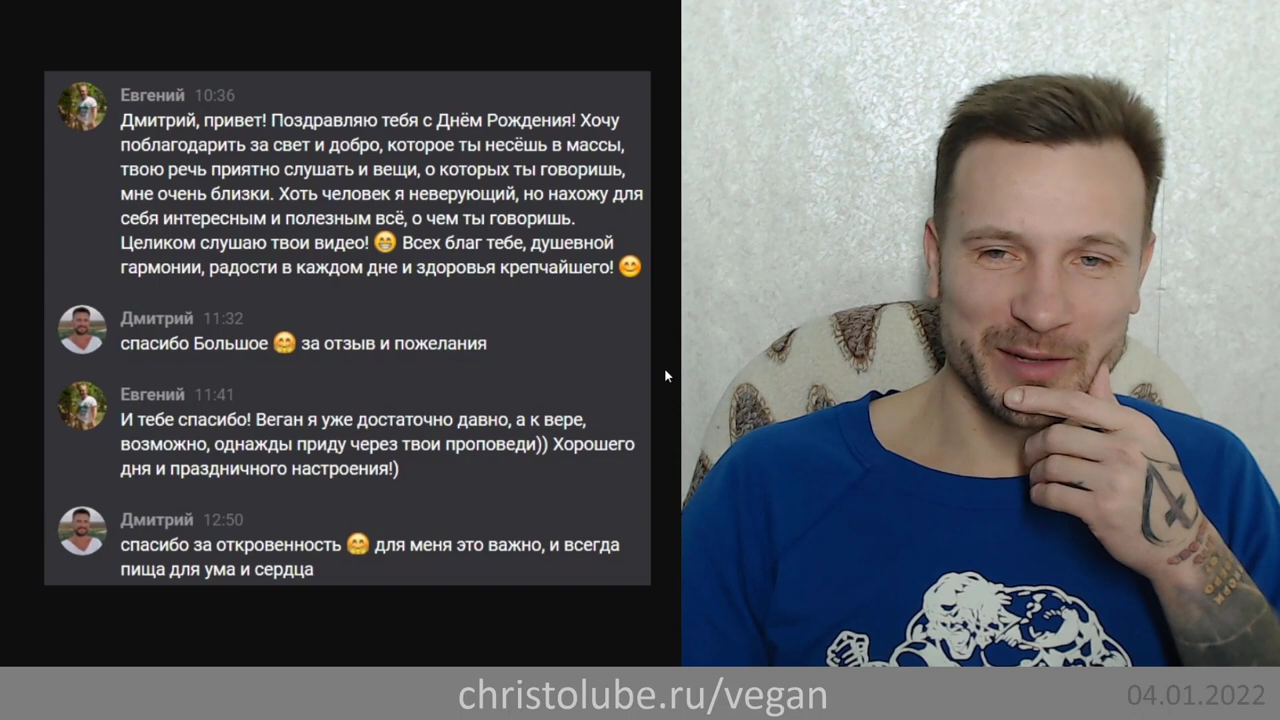 Евгений 10:36
Дмитрий, привет! Поздравляю тебя с Днём Рождения! Хочу
поблагодарить за свет и добро, которое ты несёшь в массы,
твою речь приятно слушать и вещи, о которых ты говоришь,
мне очень близки. Хоть человек я неверующий, но нахожу для
себя интересным и полезным всё, о чем ты говоришь.
Целиком слушаю твои видео! 😁 Всех благ тебе, душевной
гармонии, радости в каждом дне и здоровья крепчайшего! 😊
Дмитрий 11:32
спасибо Большое 🤗 за отзыв и пожелания
Евгений 11:41
И тебе спасибо! Веган я уже достаточно давно, а к вере,
возможно, однажды приду через твои проповеди)) Хорошего
дня и праздничного настроения!)
Дмитрий 12:50
спасибо за откровенность 🤗 для меня это важно, и всегда
пища для ума и сердца
christolube.ru/vegan
04.01.2022